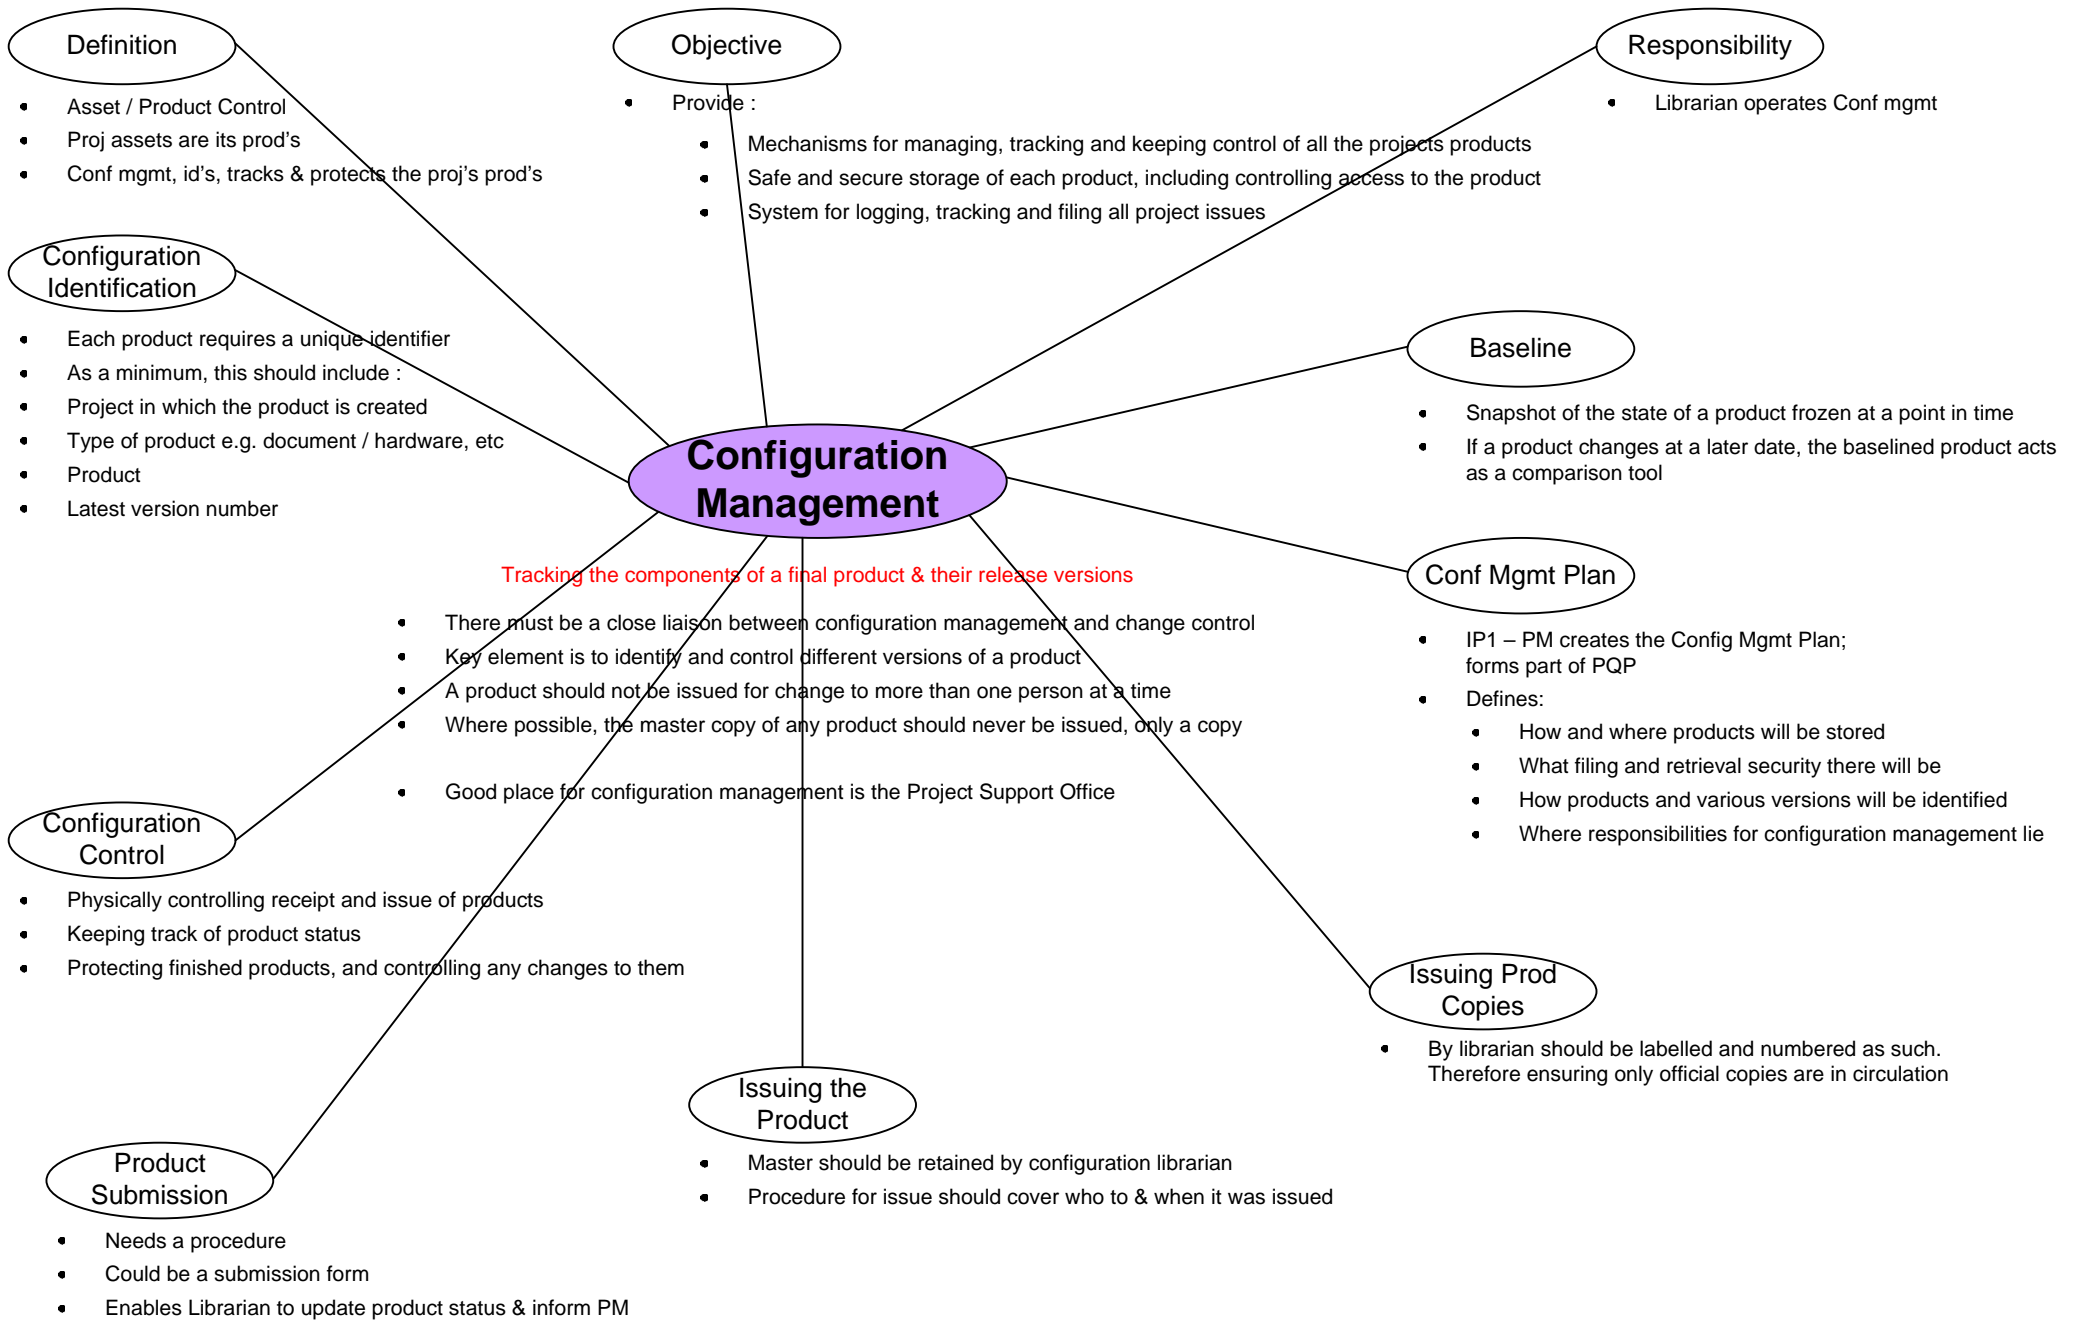 Definition
Asset / Product Control
Proj assets are its prod’s
Conf mgmt, id’s, tracks & protects the proj’s prod’s
Objective
Provide :
Mechanisms for managing, tracking and keeping control of all the projects products
Safe and secure storage of each product, including controlling access to the product
System for logging, tracking and filing all project issues
Responsibility
Librarian operates Conf mgmt
Configuration
Identification
Each product requires a unique identifier
As a minimum, this should include :
Project in which the product is created
Type of product e.g. document / hardware, etc
Product
Latest version number
Baseline
Snapshot of the state of a product frozen at a point in time
If a product changes at a later date, the baselined product acts
as a comparison tool
Configuration
Management
Tracking the components of a final product & their release versions
There must be a close liaison between configuration management and change control
Key element is to identify and control different versions of a product
A product should not be issued for change to more than one person at a time
Where possible, the master copy of any product should never be issued, only a copy
Good place for configuration management is the Project Support Office
Conf Mgmt Plan
IP1 – PM creates the Config Mgmt Plan;
forms part of PQP
Defines:
How and where products will be stored
What filing and retrieval security there will be
How products and various versions will be identified
Where responsibilities for configuration management lie
Configuration
Control
Physically controlling receipt and issue of products
Keeping track of product status
Protecting finished products, and controlling any changes to them
Issuing Prod
Copies
By librarian should be labelled and numbered as such.
Therefore ensuring only official copies are in circulation
Issuing the
Product
Master should be retained by configuration librarian
Procedure for issue should cover who to & when it was issued
Product
Submission
Needs a procedure
Could be a submission form
Enables Librarian to update product status & inform PM